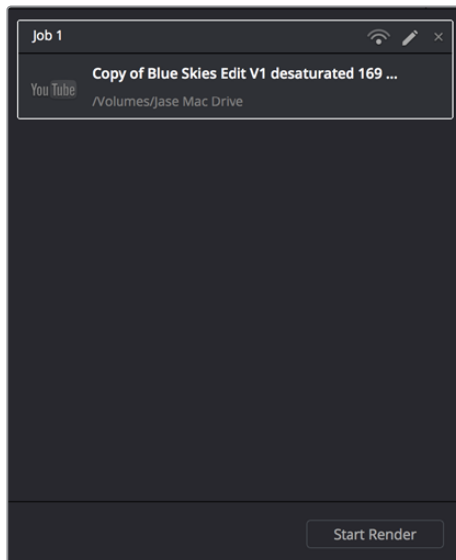 Job 1
You Tube
Copy of Blue Skies Edit V1 desaturated 169 ...
/Volumes/Jase Mac Drive
Start Render